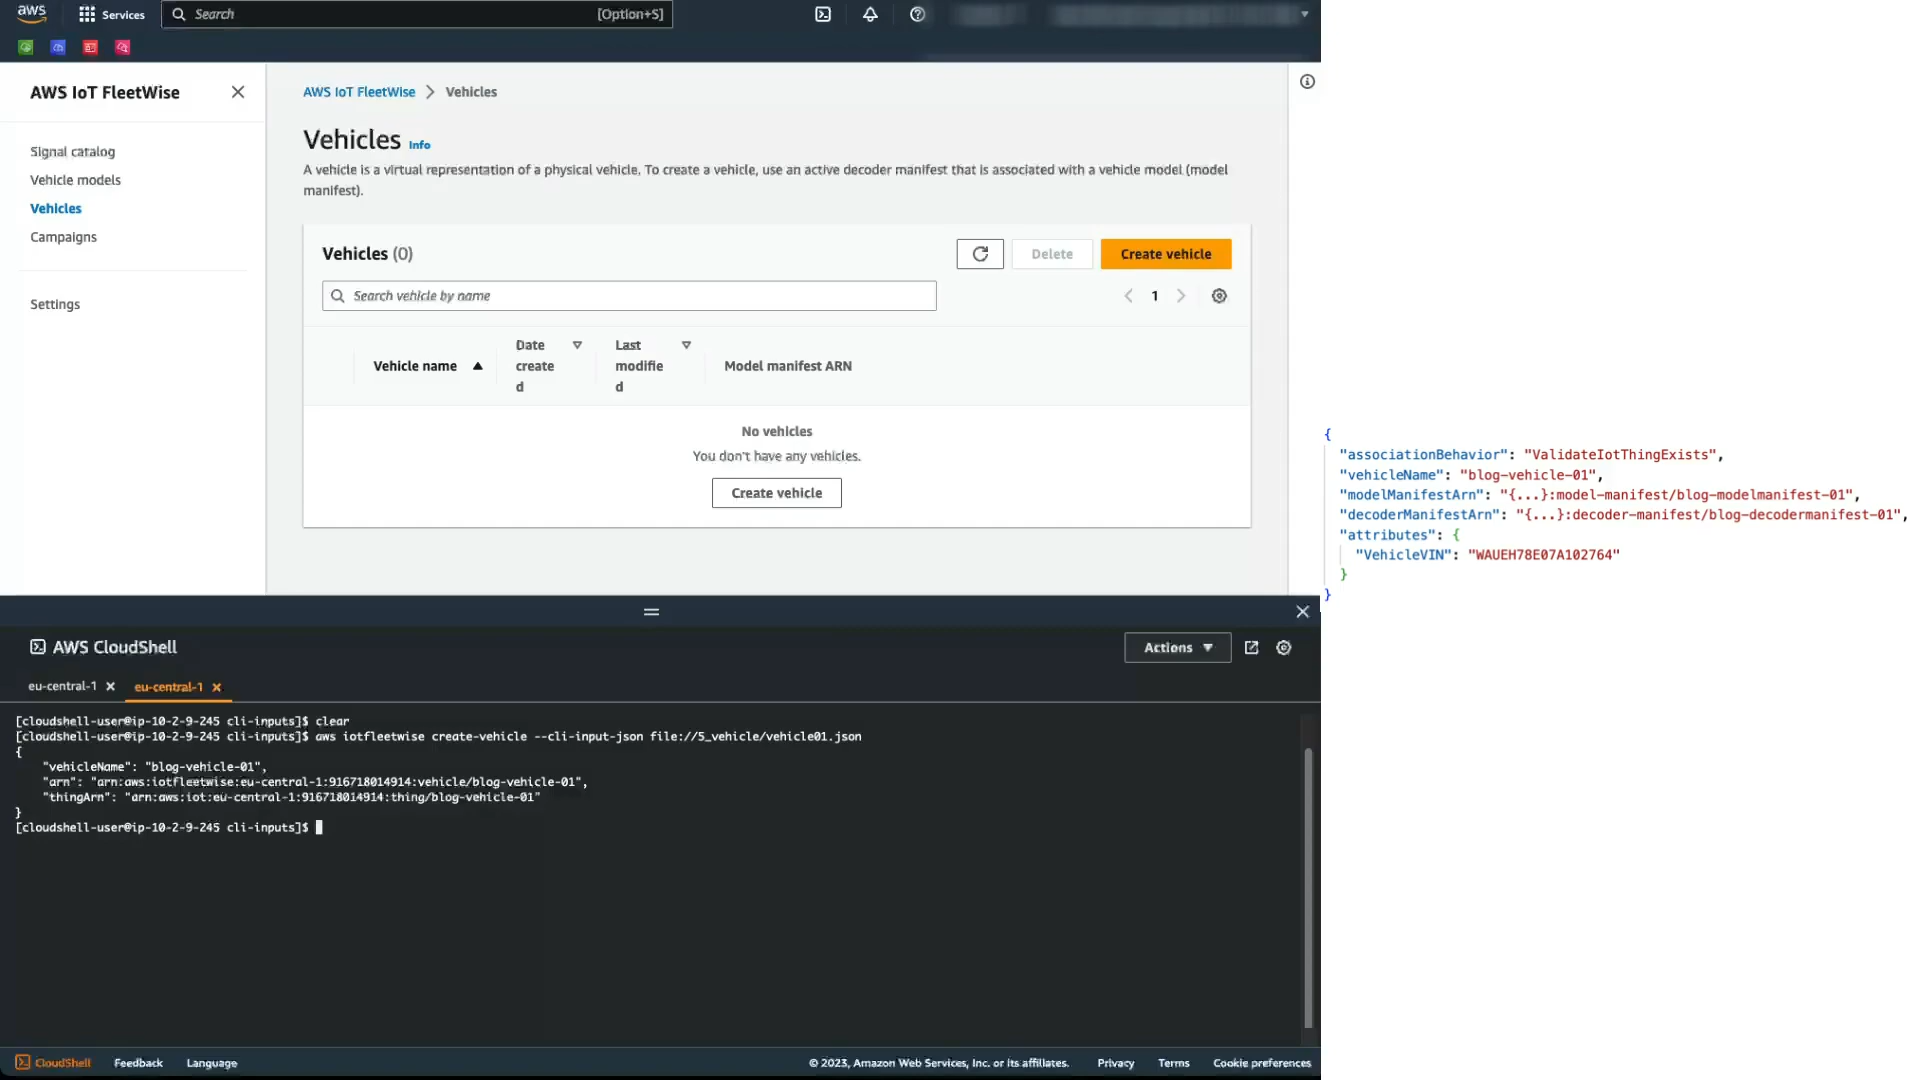 aws
Services
Search
[Option+S]
AWS IoT FleetWise
Signal catalog
Vehicle models
Vehicles
Campaigns
Settings
AWS IoT FleetWise > Vehicles
Vehicles Info
A vehicle is a virtual representation of a physical vehicle. To create a vehicle, use an active decoder manifest that is associated with a vehicle model (model
manifest).
Vehicles (0)
Delete
Create vehicle
Search vehicle by name
1
Vehicle name
Date
create
d
Last
modifie
d
Model manifest ARN
No vehicles
You don't have any vehicles.
Create vehicle
{
"associationBehavior": "ValidateIotThingExists",
"vehicleName": "blog-vehicle-01",
"modelManifestArn": "{...}:model-manifest/blog-modelmanifest-01",
"decoderManifestArn": "{...}:decoder-manifest/blog-decodermanifest-01",
"attributes": {
"VehicleVIN": "WAUEH78E07A102764"
}
}
AWS CloudShell
Actions
eu-central-1
eu-central-1
[cloudshell-user@ip-10-2-9-245 cli-inputs]$ clear
[cloudshell-user@ip-10-2-9-245 cli-inputs]$ aws iotfleetwise create-vehicle --cli-input-json file://5_vehicle/vehicle01.json
{
"vehicleName": "blog-vehicle-01",
"arn": "arn:aws:iotfleetwise:eu-central-1:916718014914:vehicle/blog-vehicle-01",
"thingArn": "arn:aws:iot:eu-central-1:916718014914:thing/blog-vehicle-01"
}
[cloudshell-user@ip-10-2-9-245 cli-inputs]$
CloudShell
Feedback
Language
© 2023, Amazon Web Services, Inc. or its affiliates.
Privacy
Terms
Cookie preferences